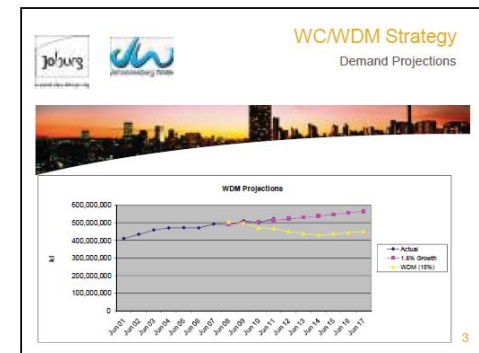 WC/WDM Strategy
Demand Projections
Joburg
WDM Projections
600,000,000
500,000,000
400,000,000
300,000,000
200,000,000
100,000,000
0
kl
Jun 01
Jun 02
Jun 03
Jun 04
Jun 05
Jun 06
Jun 07
Jun 08
Jun 09
Jun 10
Jun 11
Jun 12
Jun 13
Jun 14
Jun 15
Jun 16
Jun 17
Actual
1.6% Growth
WDM (15%)
3